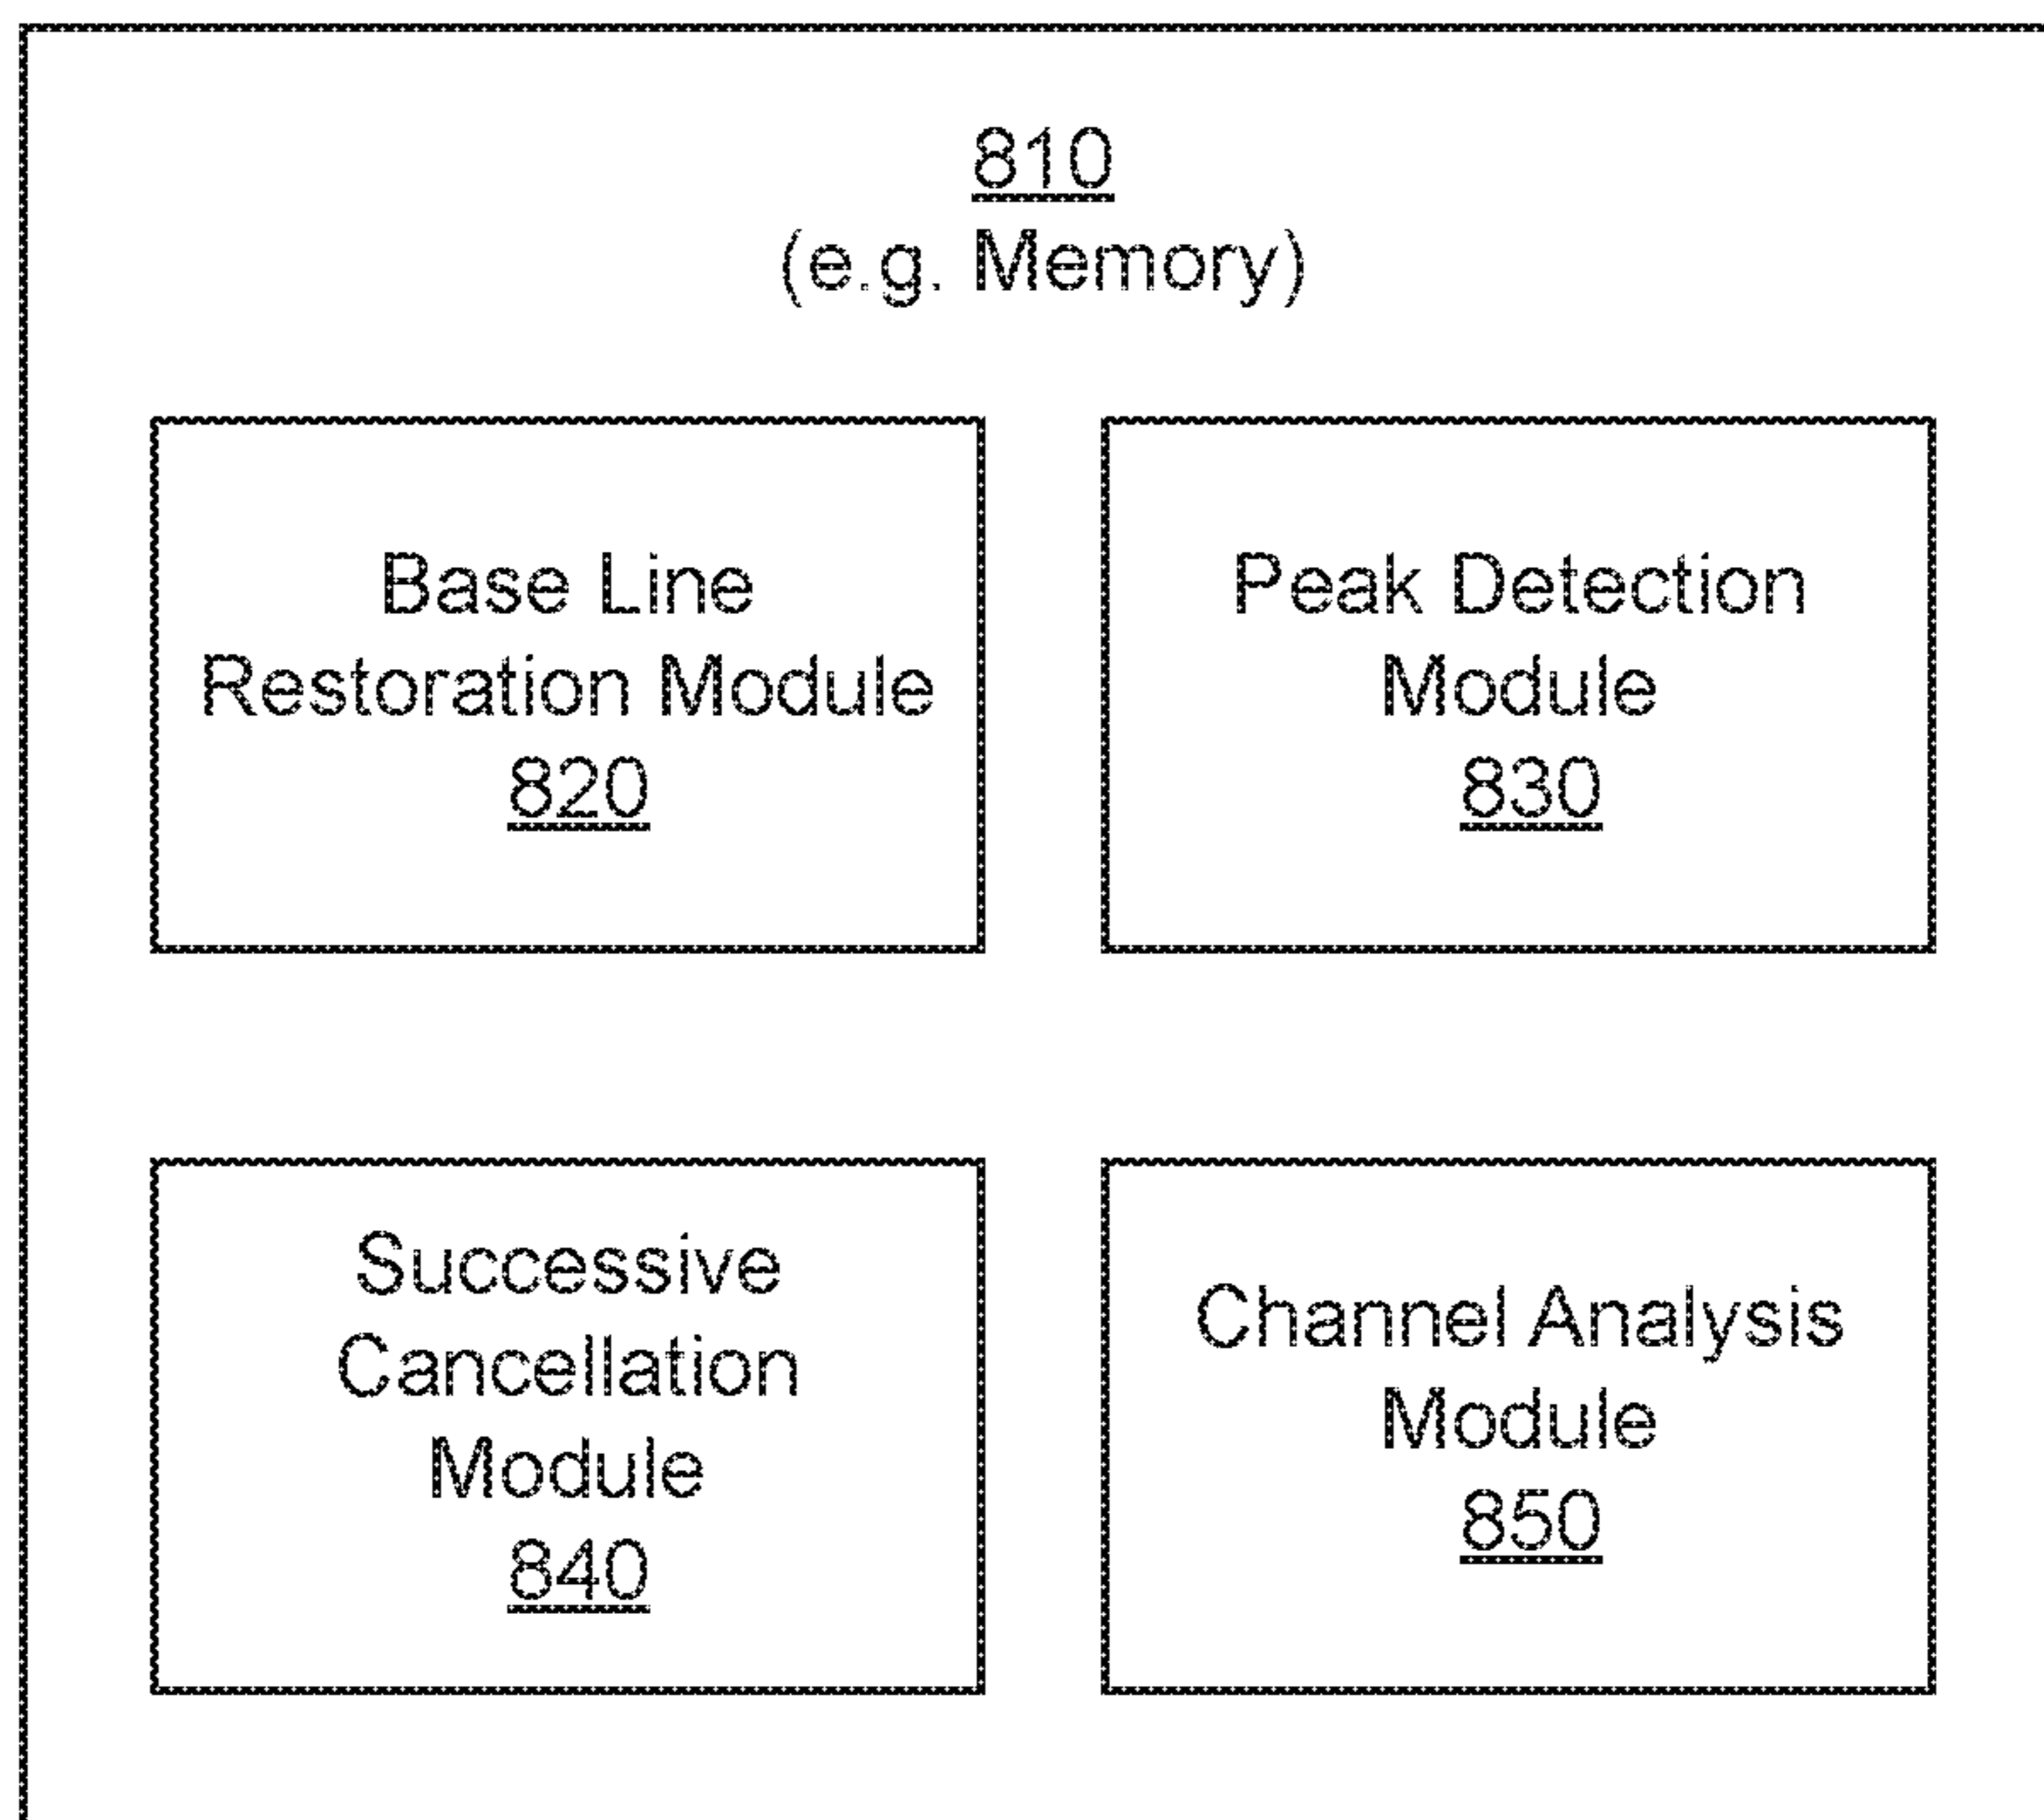 810
(e.g. Memory)
Base Line
Restoration Module
820
Peak Detection
Module
830
Successive
Cancellation
Module
840
Channel Analysis
Module
850